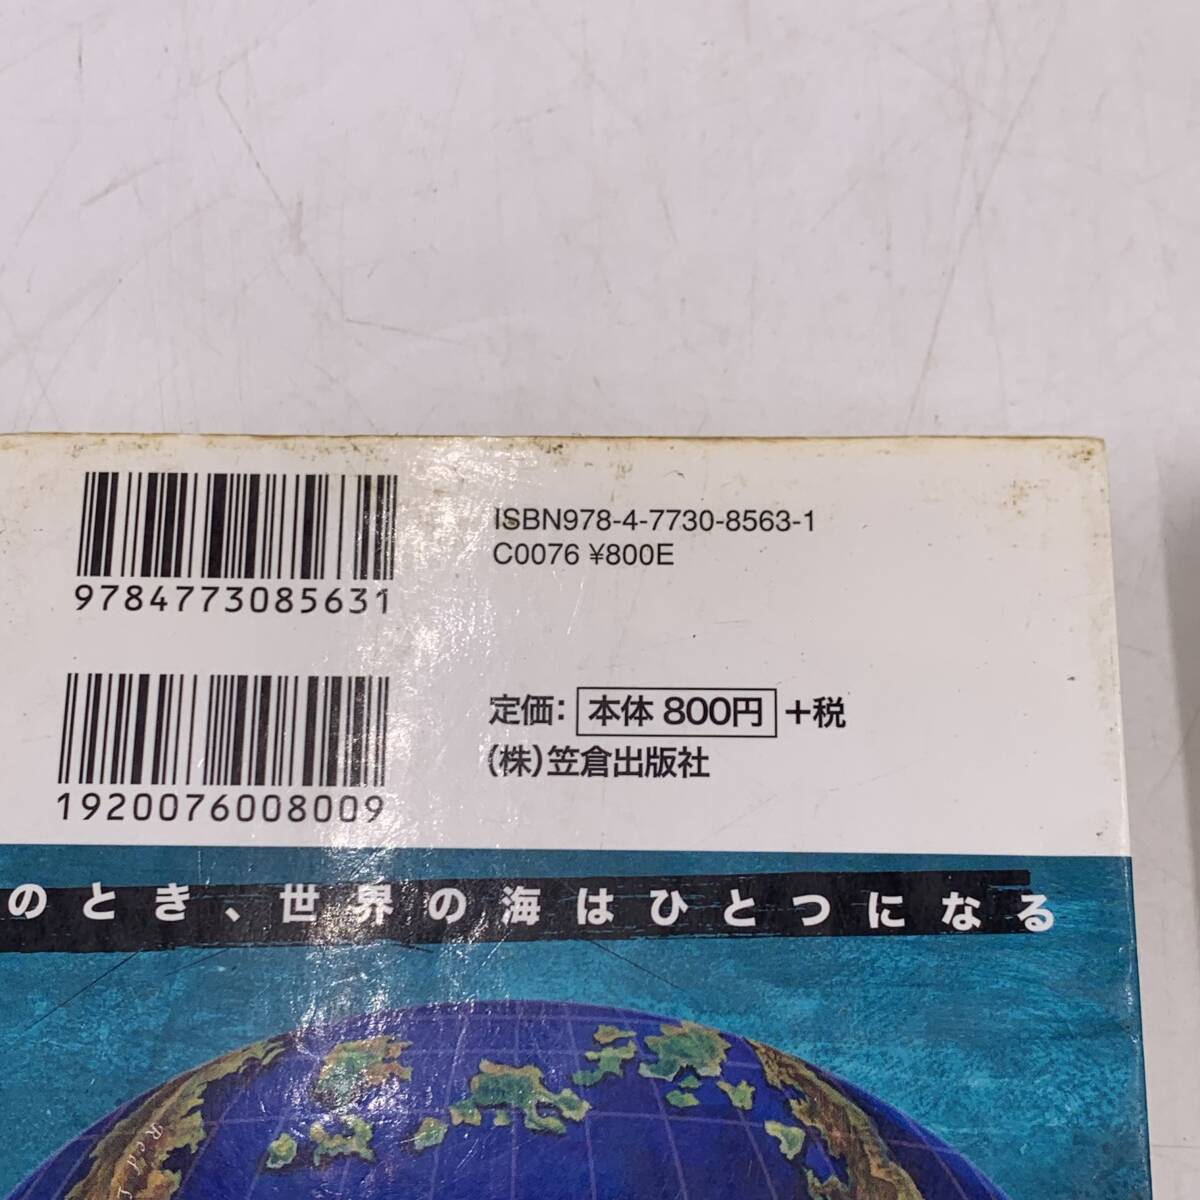 ISBN978-4-7730-8563-1
C0076 ¥800E
9784773085631
定価：本体 800円 +税
(株)笠倉出版社
1920076008009
のとき、世界の海はひとつになる
Red